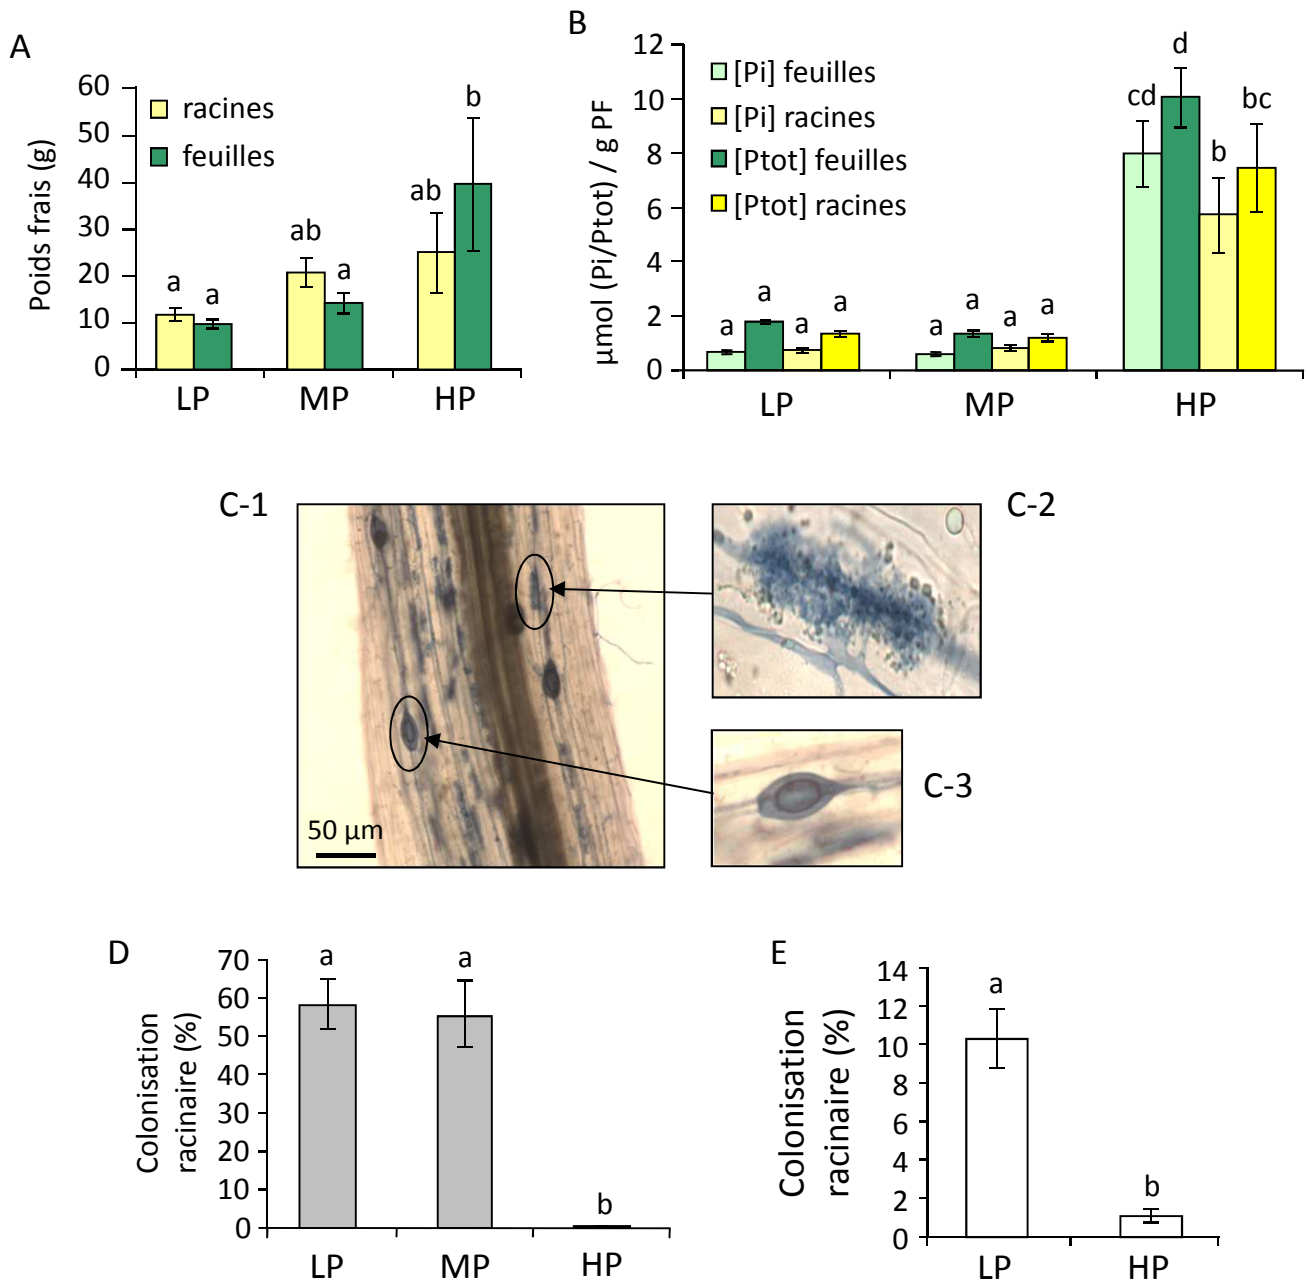 A
Poids frais (g)
60
50
40
30
20
10
0
racines
feuilles
a
a
ab
a
ab
b
LP
MP
HP
B
µmol (Pi/Ptot) / g PF
12
10
8
6
4
2
0
[Pi] feuilles
[Pi] racines
[Ptot] feuilles
[Ptot] racines
a
a
a
a
a
a
a
a
cd
d
b
bc
LP
MP
HP
C-1
50 µm
C-2
C-3
D
Colonisation
racinaire (%)
70
60
50
40
30
20
10
0
a
a
b
LP
MP
HP
E
Colonisation
racinaire (%)
14
12
10
8
6
4
2
0
a
b
LP
HP